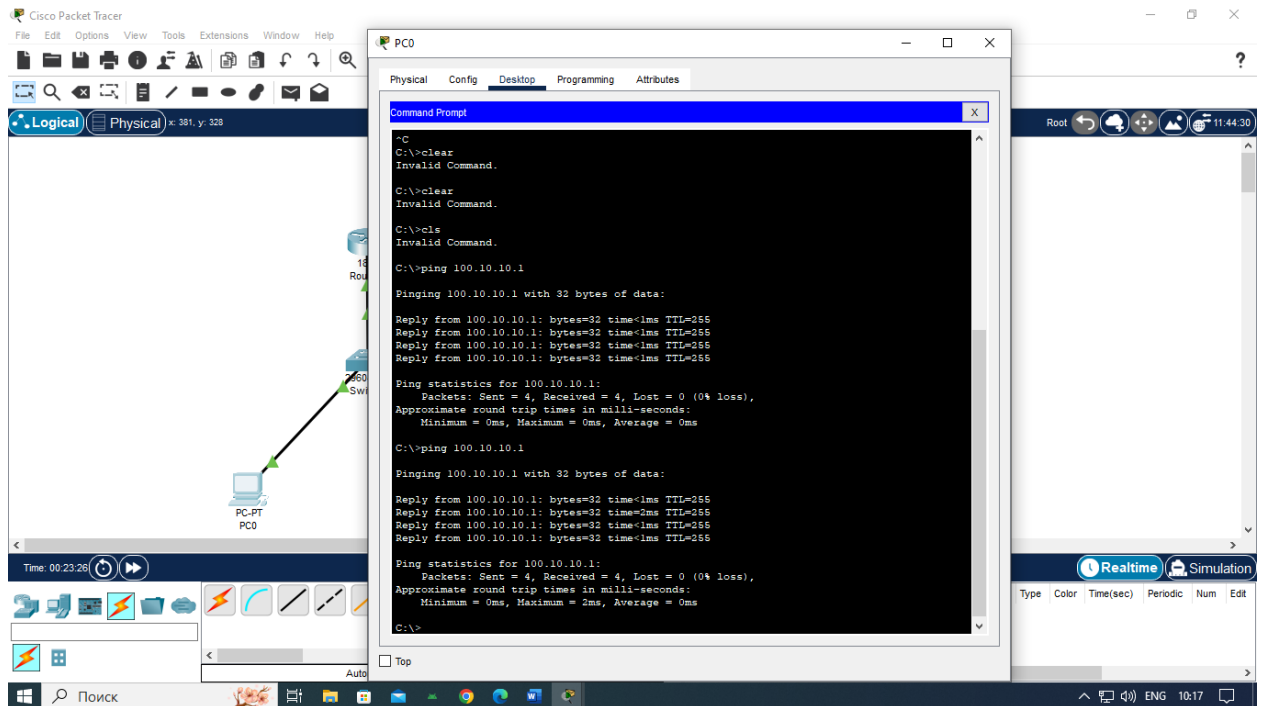 Cisco Packet Tracer
File Edit Options View Tools Extensions Window Help
?
Logical Physical x: 381, y: 328
Root 11:44:30
PC0
Physical Config Desktop Programming Attributes
Command Prompt X
^C
C:\>clear
Invalid Command.
C:\>clear
Invalid Command.
C:\>cls
Invalid Command.
C:\>ping 100.10.10.1
Pinging 100.10.10.1 with 32 bytes of data:
Reply from 100.10.10.1: bytes=32 time<1ms TTL=255
Reply from 100.10.10.1: bytes=32 time<1ms TTL=255
Reply from 100.10.10.1: bytes=32 time<1ms TTL=255
Reply from 100.10.10.1: bytes=32 time<1ms TTL=255
Ping statistics for 100.10.10.1:
Packets: Sent = 4, Received = 4, Lost = 0 (0% loss),
Approximate round trip times in milli-seconds:
Minimum = 0ms, Maximum = 0ms, Average = 0ms
C:\>ping 100.10.10.1
Pinging 100.10.10.1 with 32 bytes of data:
Reply from 100.10.10.1: bytes=32 time<1ms TTL=255
Reply from 100.10.10.1: bytes=32 time=2ms TTL=255
Reply from 100.10.10.1: bytes=32 time<1ms TTL=255
Reply from 100.10.10.1: bytes=32 time<1ms TTL=255
Ping statistics for 100.10.10.1:
Packets: Sent = 4, Received = 4, Lost = 0 (0% loss),
Approximate round trip times in milli-seconds:
Minimum = 0ms, Maximum = 2ms, Average = 0ms
C:\>
Top
18
Rou
2960
Swi
PC-PT
PC0
Time: 00:23:26
Realtime Simulation
Type Color Time(sec) Periodic Num Edit
Auto
Поиск
ENG 10:17